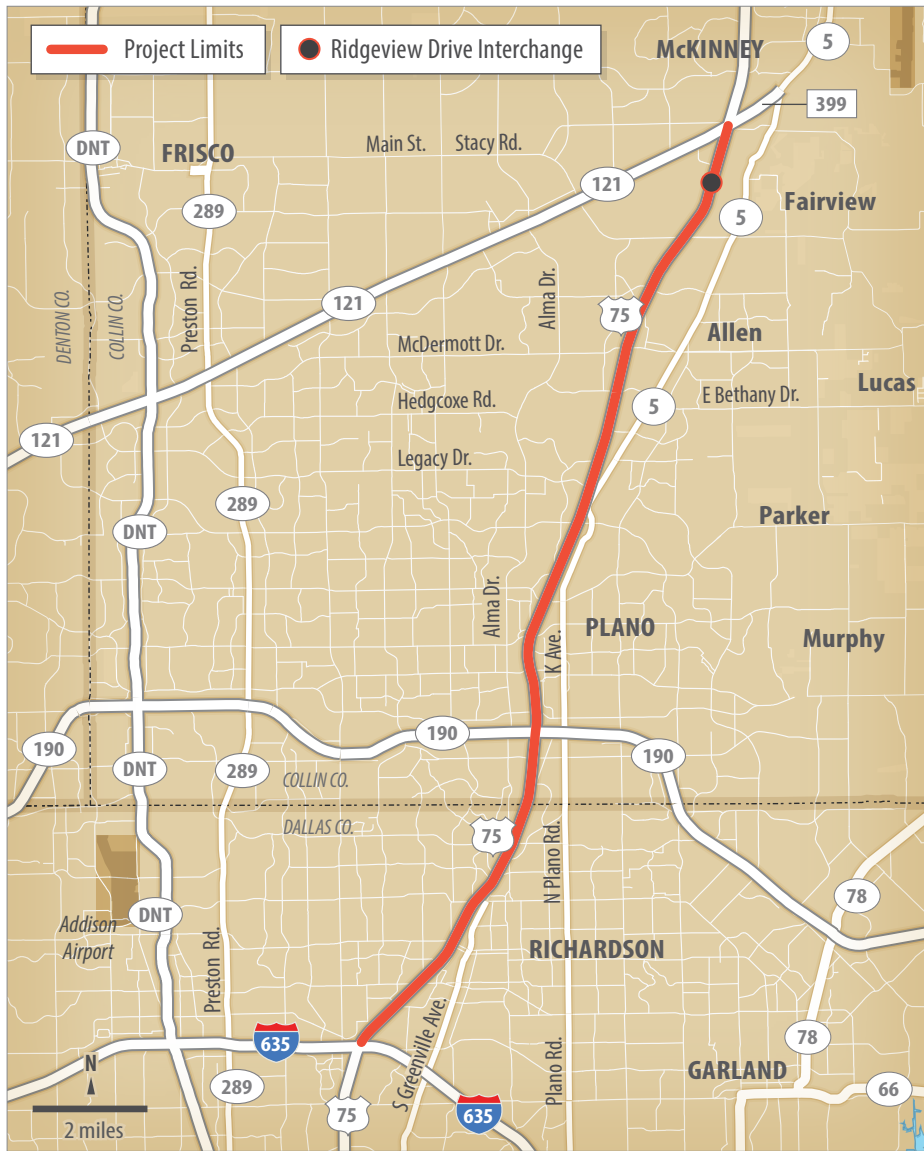 Project Limits
Ridgeview Drive Interchange
McKINNEY
5
399
DNT
FRISCO
Main St.
Stacy Rd.
121
289
5
Fairview
DENTON CO.
COLLIN CO.
Preston Rd.
121
Alma Dr.
75
McDermott Dr.
Allen
Lucas
Hedgcoxe Rd.
5
E Bethany Dr.
121
Legacy Dr.
289
DNT
Parker
Alma Dr.
K Ave.
PLANO
Murphy
190
190
190
DNT
289
COLLIN CO.
DALLAS CO.
75
N Plano Rd.
78
DNT
Addison
Airport
Preston Rd.
RICHARDSON
S Greenville Ave.
635
78
Plano Rd.
N
289
75
635
GARLAND
66
2 miles